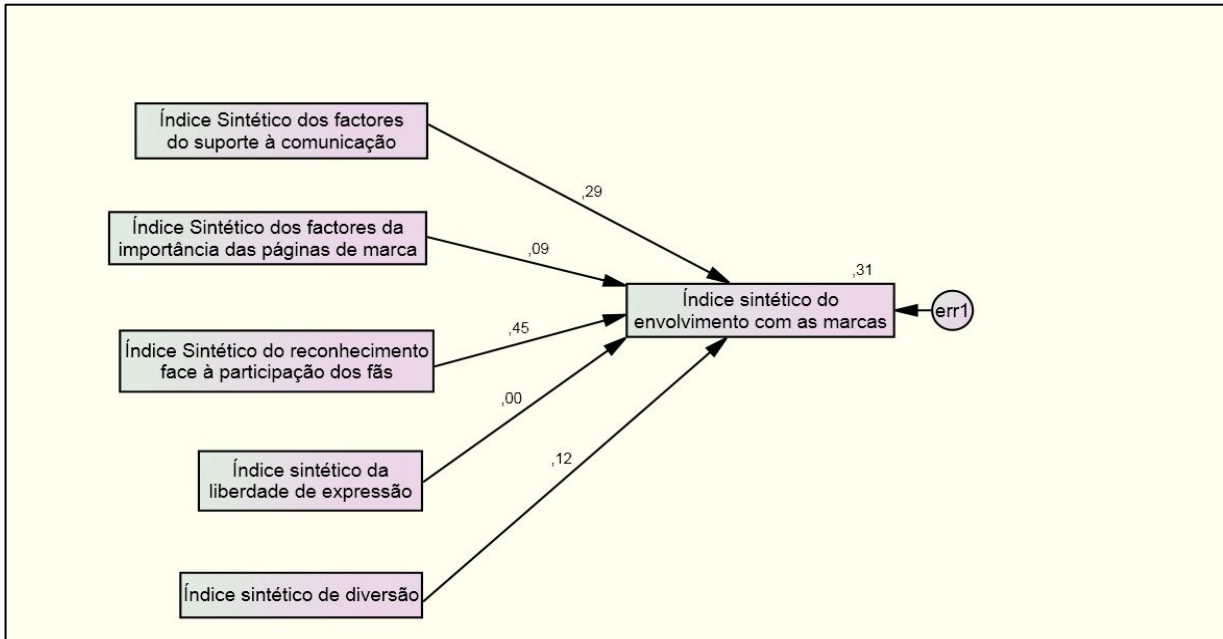 Índice Sintético dos factores
do suporte à comunicação
,29
Índice Sintético dos factores da
importância das páginas de marca
,09
,31
Índice sintético do
envolvimento com as marcas
err1
Índice Sintético do reconhecimento
face à participação dos fãs
,45
,00
Índice sintético da
liberdade de expressão
,12
Índice sintético de diversão